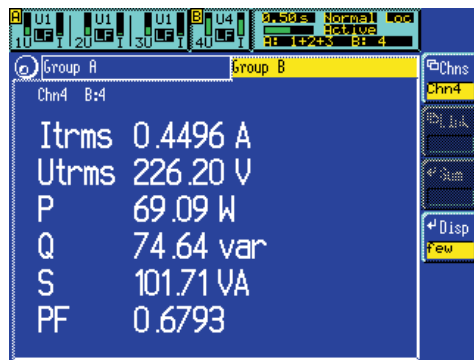 A U1 U1 U1 B U4 0.50s Normal Loc
LF LF LF LF Active
1U I 2U I 3U I 4U I A: 1+2+3 B: 4
Group A Group B
Chns
Chn4 B:4
Chn4
Link
Itrms 0.4496 A
Utrms 226.20 V
Sum
P 69.09 W
Q 74.64 var
Disp
few
S 101.71 VA
PF 0.6793